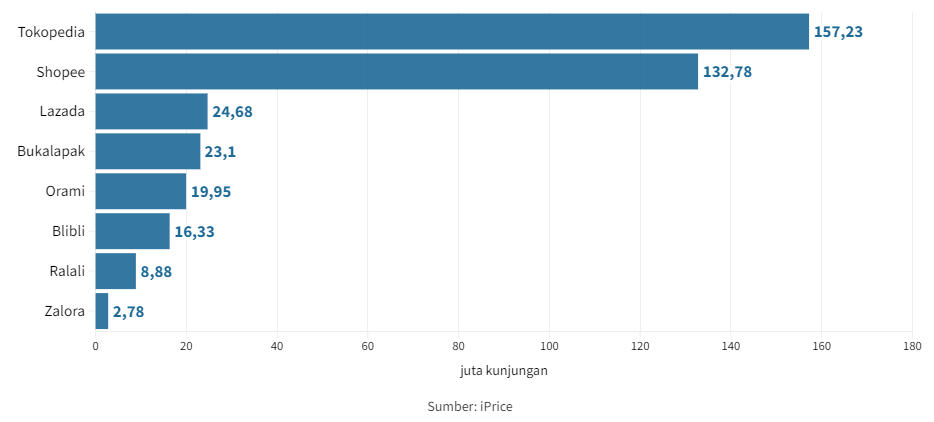 Tokopedia 157,23
Shopee 132,78
Lazada 24,68
Bukalapak 23,1
Orami 19,95
Blibli 16,33
Ralali 8,88
Zalora 2,78
0 20 40 60 80 100 120 140 160 180
juta kunjungan
Sumber: iPrice